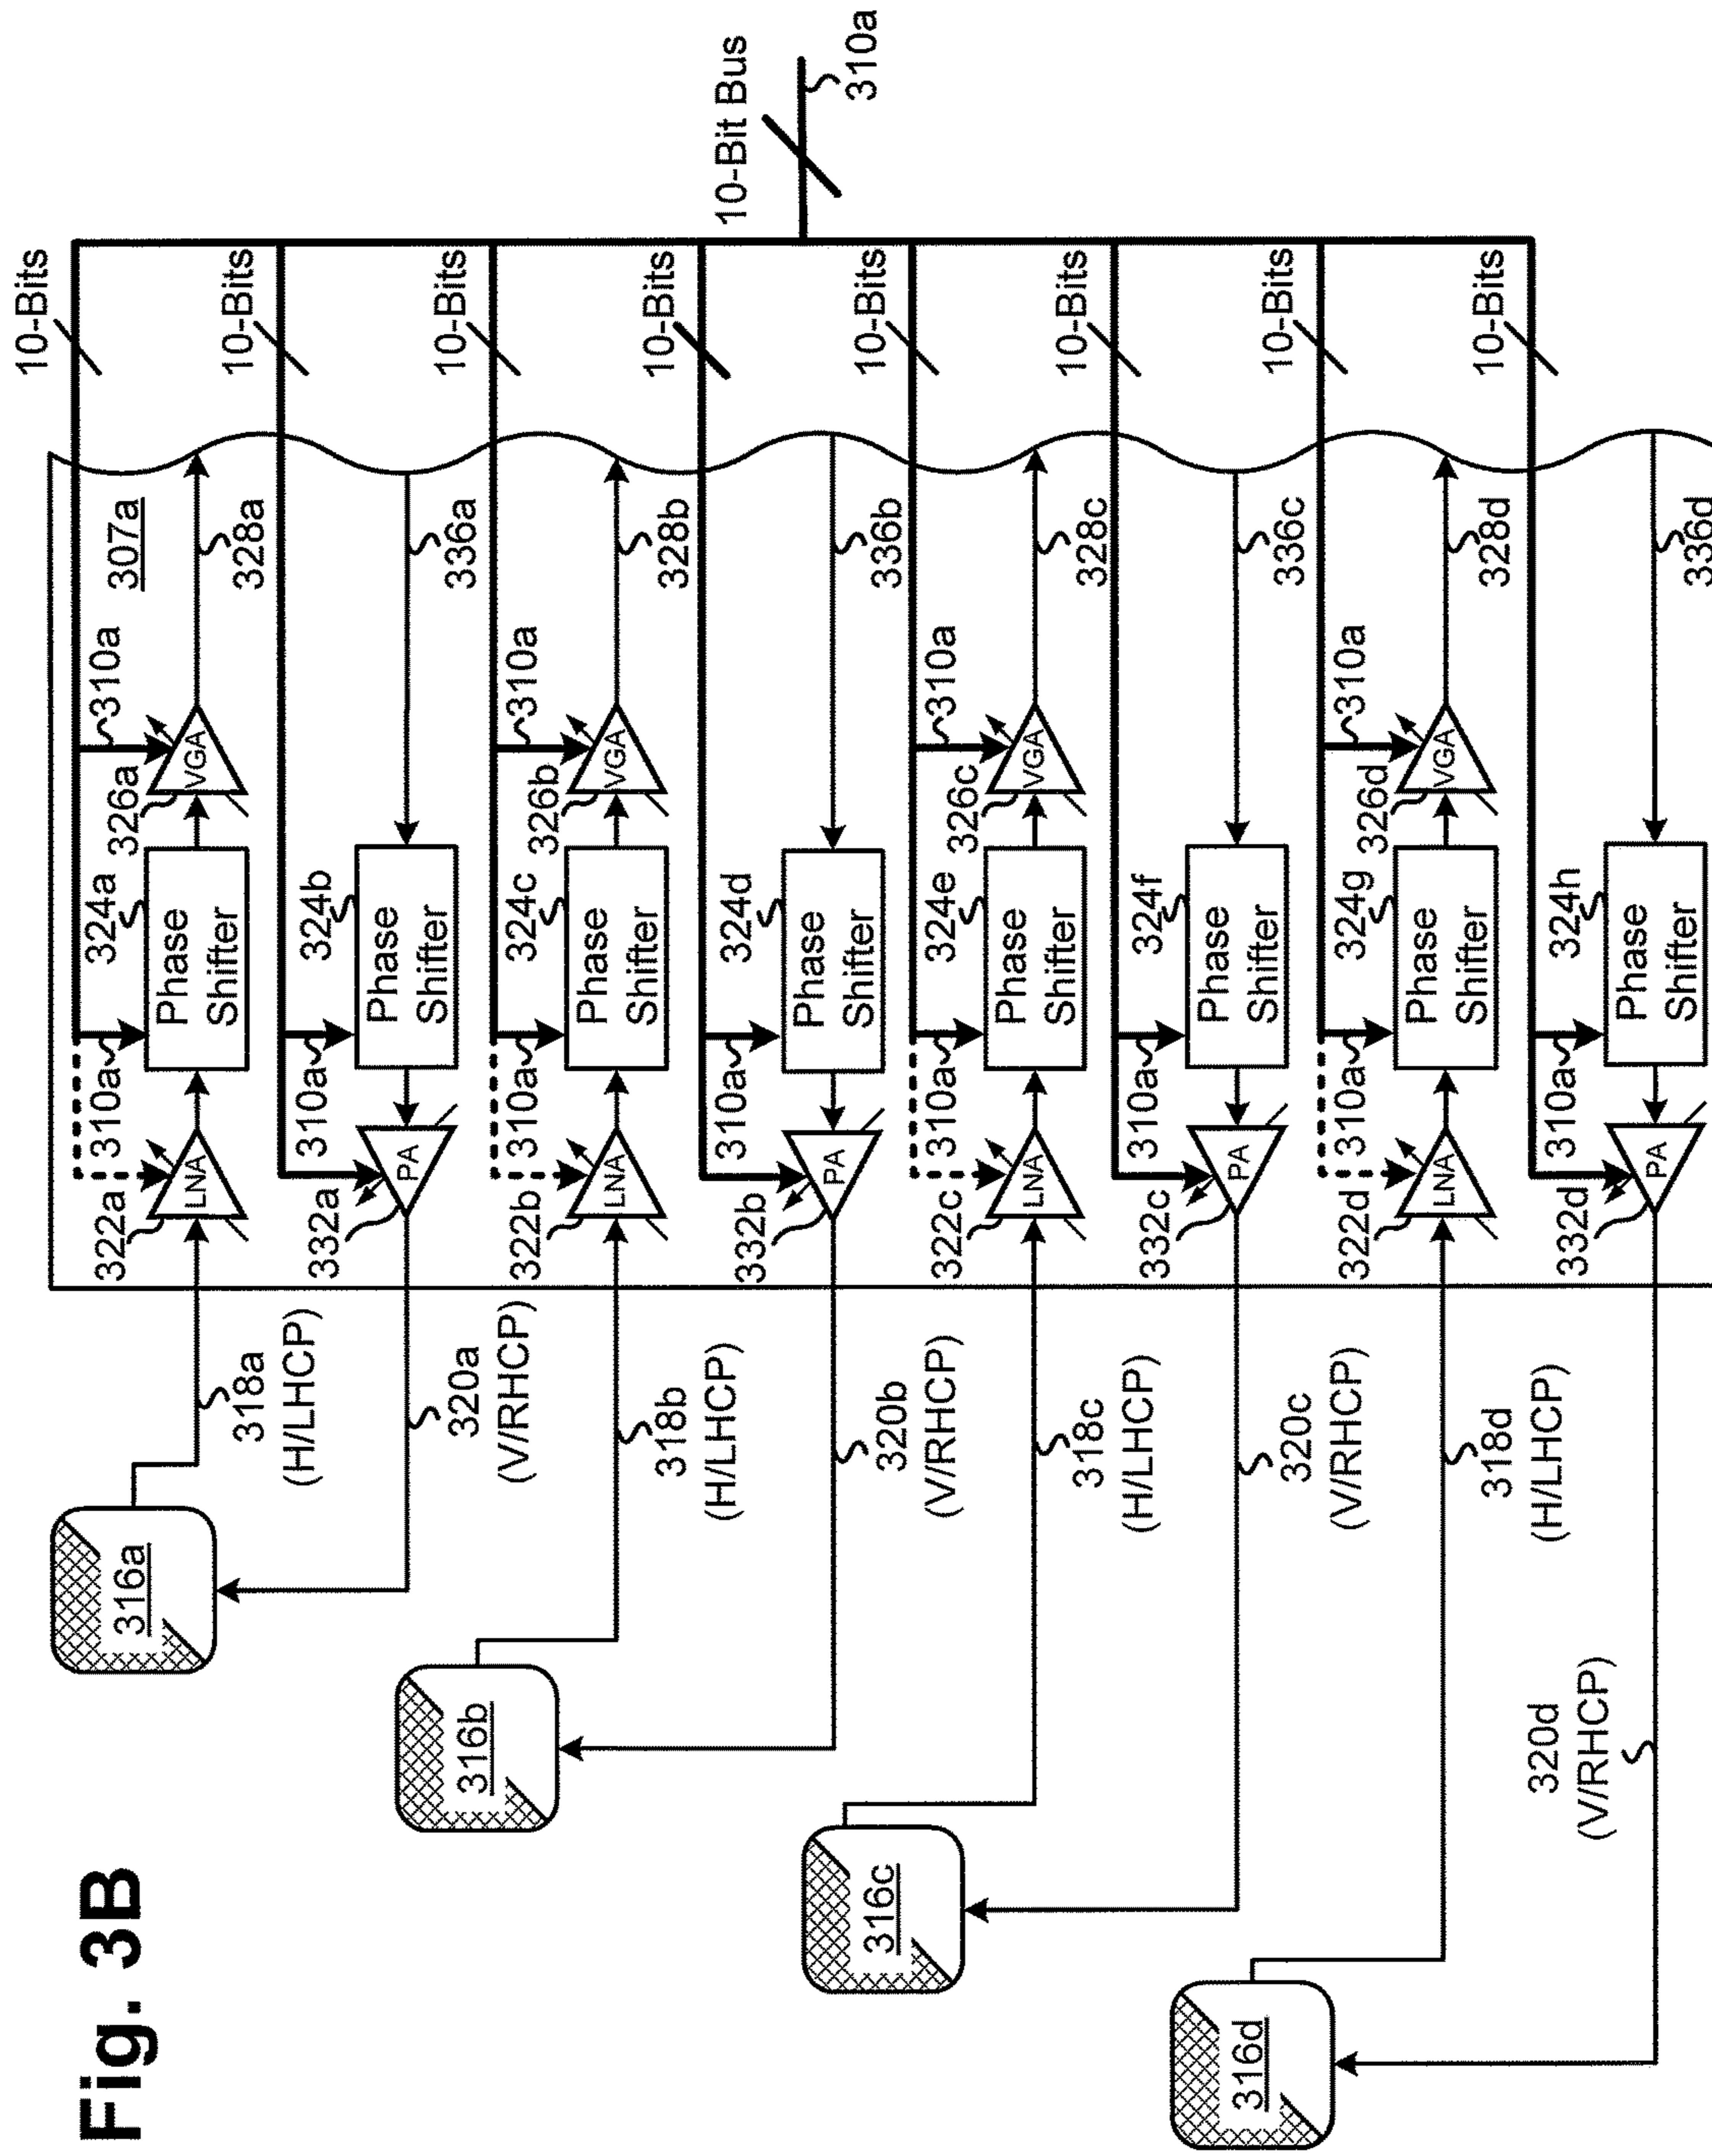 Fig. 3B
10-Bit Bus
310a
10-Bits
10-Bits
10-Bits
10-Bits
10-Bits
10-Bits
10-Bits
10-Bits
307a
316a
318a
(H/LHCP)
322a
LNA
310a
324a
Phase
Shifter
326a
VGA
310a
328a
320a
(V/RHCP)
332a
PA
310a
324b
Phase
Shifter
336a
316b
318b
(H/LHCP)
322b
LNA
310a
324c
Phase
Shifter
326b
VGA
310a
328b
320b
(V/RHCP)
332b
PA
310a
324d
Phase
Shifter
336b
316c
318c
(H/LHCP)
322c
LNA
310a
324e
Phase
Shifter
326c
VGA
310a
328c
320c
(V/RHCP)
332c
PA
310a
324f
Phase
Shifter
336c
316d
318d
(H/LHCP)
322d
LNA
310a
324g
Phase
Shifter
326d
VGA
310a
328d
320d
(V/RHCP)
332d
PA
310a
324h
Phase
Shifter
336d